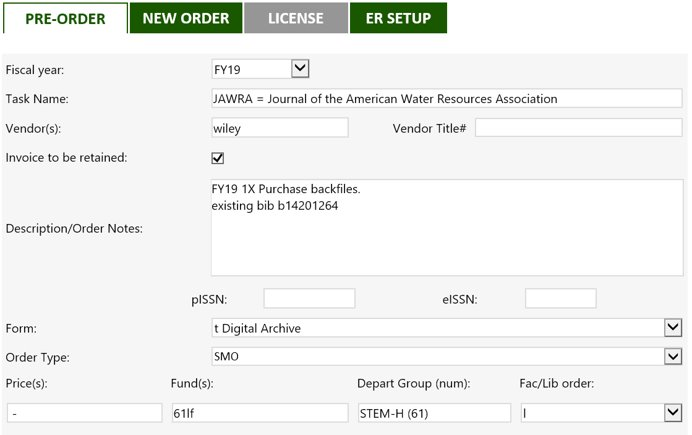 PRE-ORDER NEW ORDER LICENSE ER SETUP
Fiscal year: FY19
Task Name: JAWRA = Journal of the American Water Resources Association
Vendor(s): wiley Vendor Title#
Invoice to be retained:
FY19 1X Purchase backfiles.
existing bib b14201264
Description/Order Notes:
pISSN: eISSN:
Form: t Digital Archive
Order Type: SMO
Price(s): Fund(s): Depart Group (num): Fac/Lib order:
- 61lf STEM-H (61) l